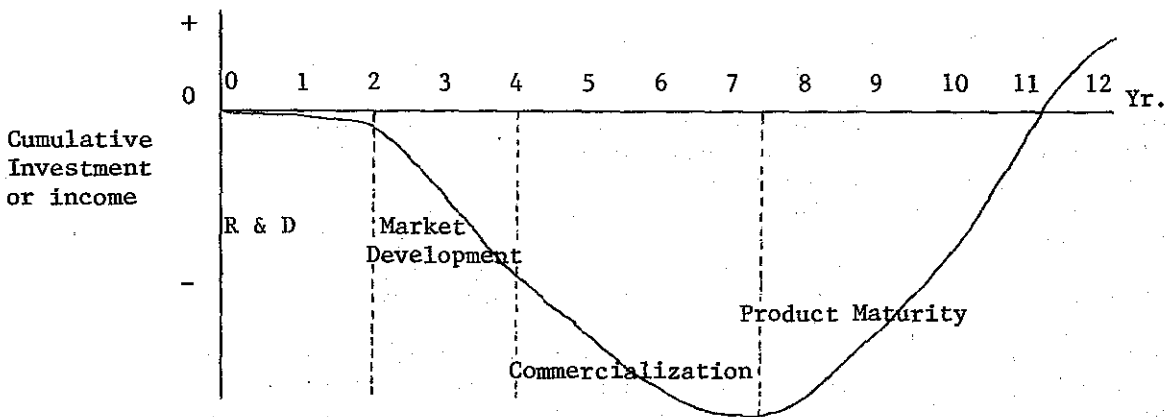 +
0 1 2 3 4 5 6 7 8 9 10 11 12
0
Yr.
Cumulative
Investment
or income
R & D
Market
Development
-
Product Maturity
Commercialization